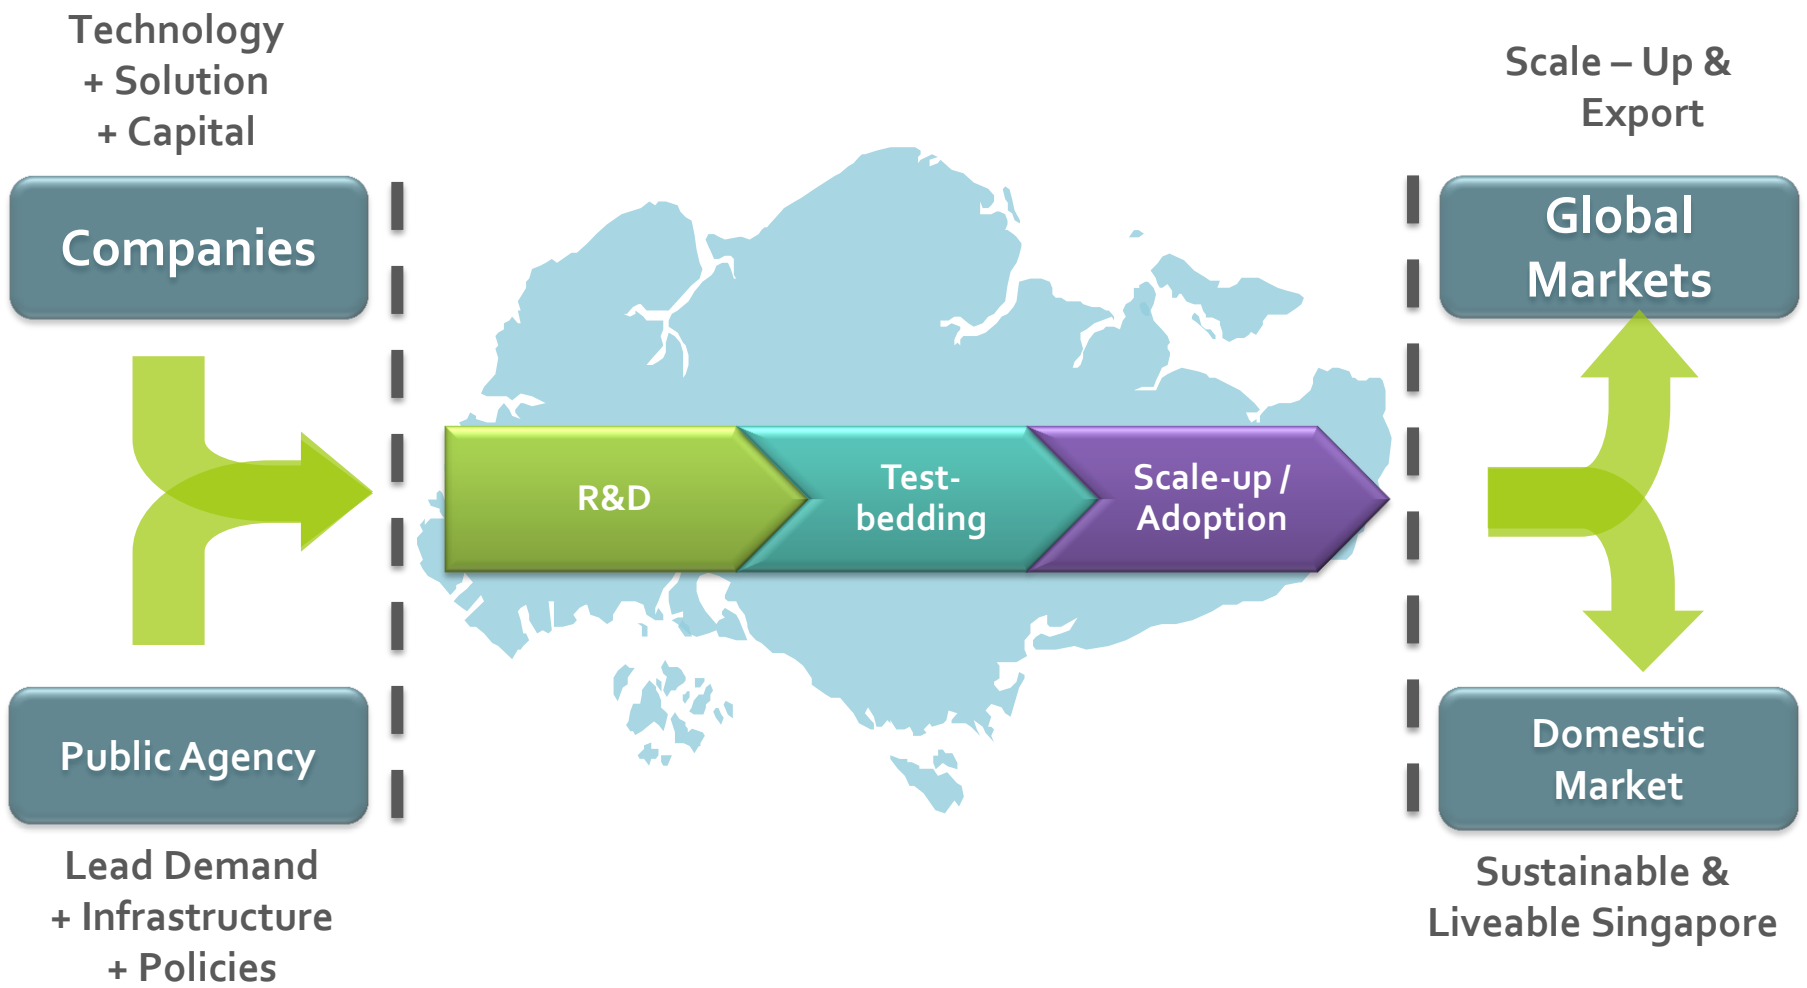 Technology
+ Solution
+ Capital
Companies
Public Agency
Lead Demand
+ Infrastructure
+ Policies
R&D
Test-
bedding
Scale-up /
Adoption
Scale – Up &
Export
Global
Markets
Domestic
Market
Sustainable &
Liveable Singapore